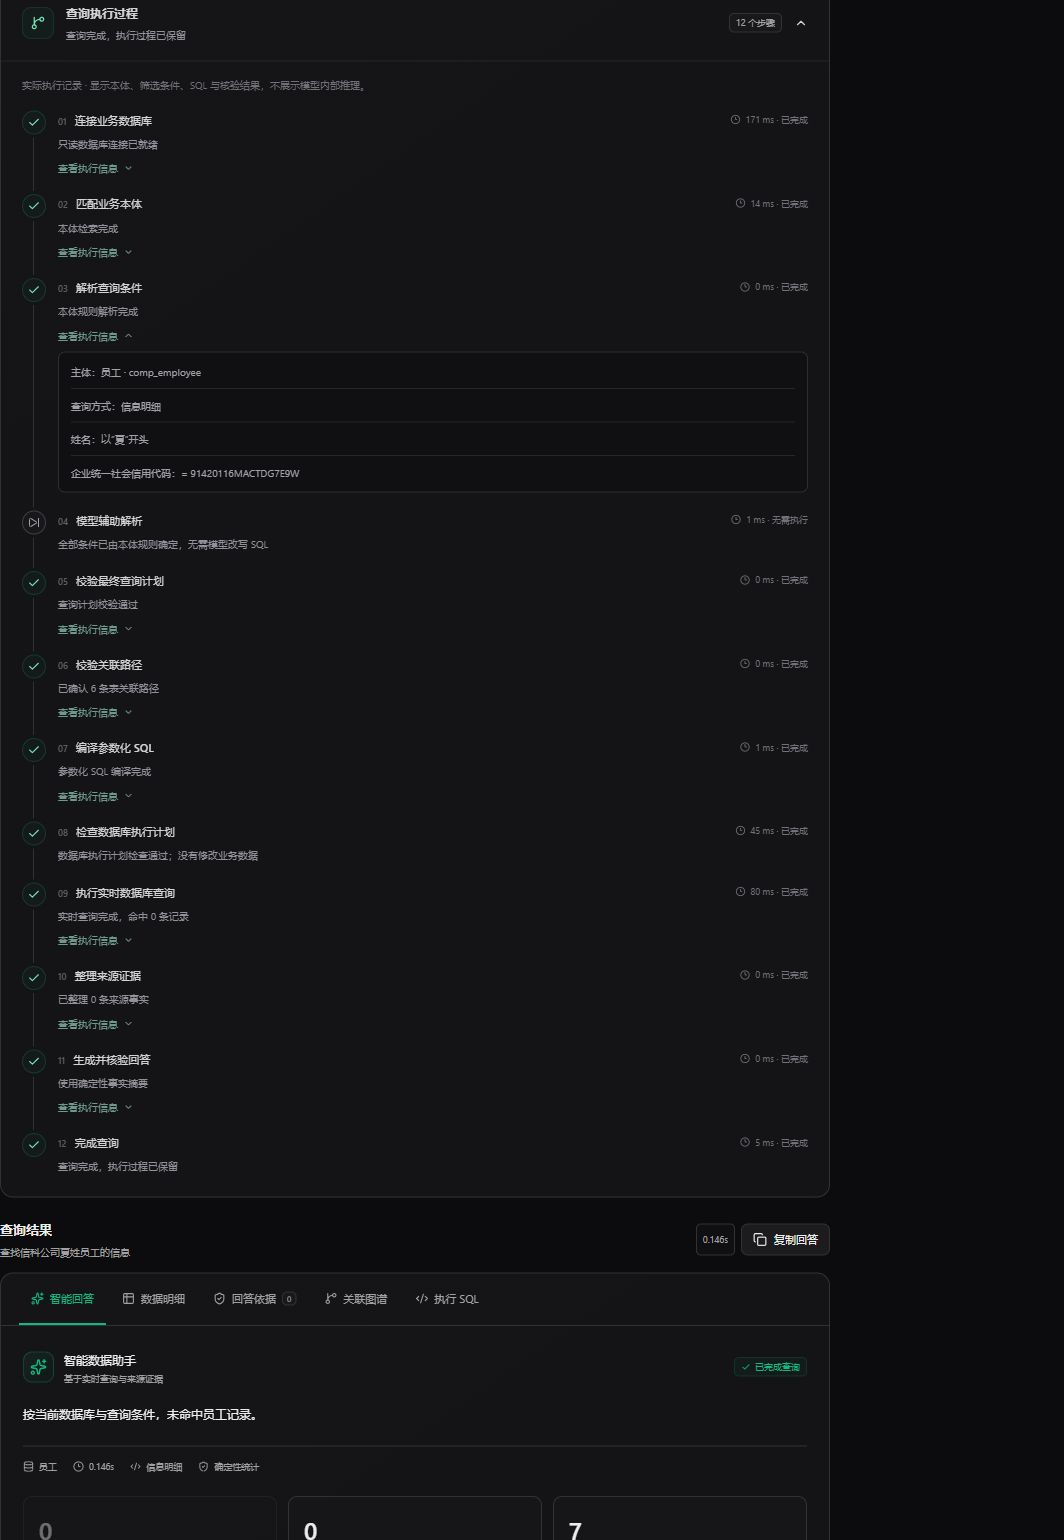 查询执行过程
查询完成，执行过程已保留
12 个步骤
实际执行记录 · 显示本体、筛选条件、SQL 与核验结果，不展示模型内部推理。
01 连接业务数据库
171 ms · 已完成
只读数据库连接已就绪
查看执行信息
02 匹配业务本体
14 ms · 已完成
本体检索完成
查看执行信息
03 解析查询条件
0 ms · 已完成
本体规则解析完成
查看执行信息
主体：员工 · comp_employee
查询方式：信息明细
姓名：以"夏"开头
企业统一社会信用代码：= 91420116MACTDG7E9W
04 模型辅助解析
1 ms · 无需执行
全部条件已由本体规则确定，无需模型改写 SQL
05 校验最终查询计划
0 ms · 已完成
查询计划校验通过
查看执行信息
06 校验关联路径
0 ms · 已完成
已确认 6 条表关联路径
查看执行信息
07 编译参数化 SQL
1 ms · 已完成
参数化 SQL 编译完成
查看执行信息
08 检查数据库执行计划
45 ms · 已完成
数据库执行计划检查通过；没有修改业务数据
09 执行实时数据库查询
80 ms · 已完成
实时查询完成，命中 0 条记录
查看执行信息
10 整理来源证据
0 ms · 已完成
已整理 0 条来源事实
查看执行信息
11 生成并核验回答
0 ms · 已完成
使用确定性事实摘要
查看执行信息
12 完成查询
5 ms · 已完成
查询完成，执行过程已保留
查询结果
查找信科公司夏姓员工的信息
0.146s
复制回答
智能回答 数据明细 回答依据 0 关联图谱 执行 SQL
智能数据助手
基于实时查询与来源证据
已完成查询
按当前数据库与查询条件，未命中员工记录。
员工 0.146s 信息明细 确定性统计
0 0 7